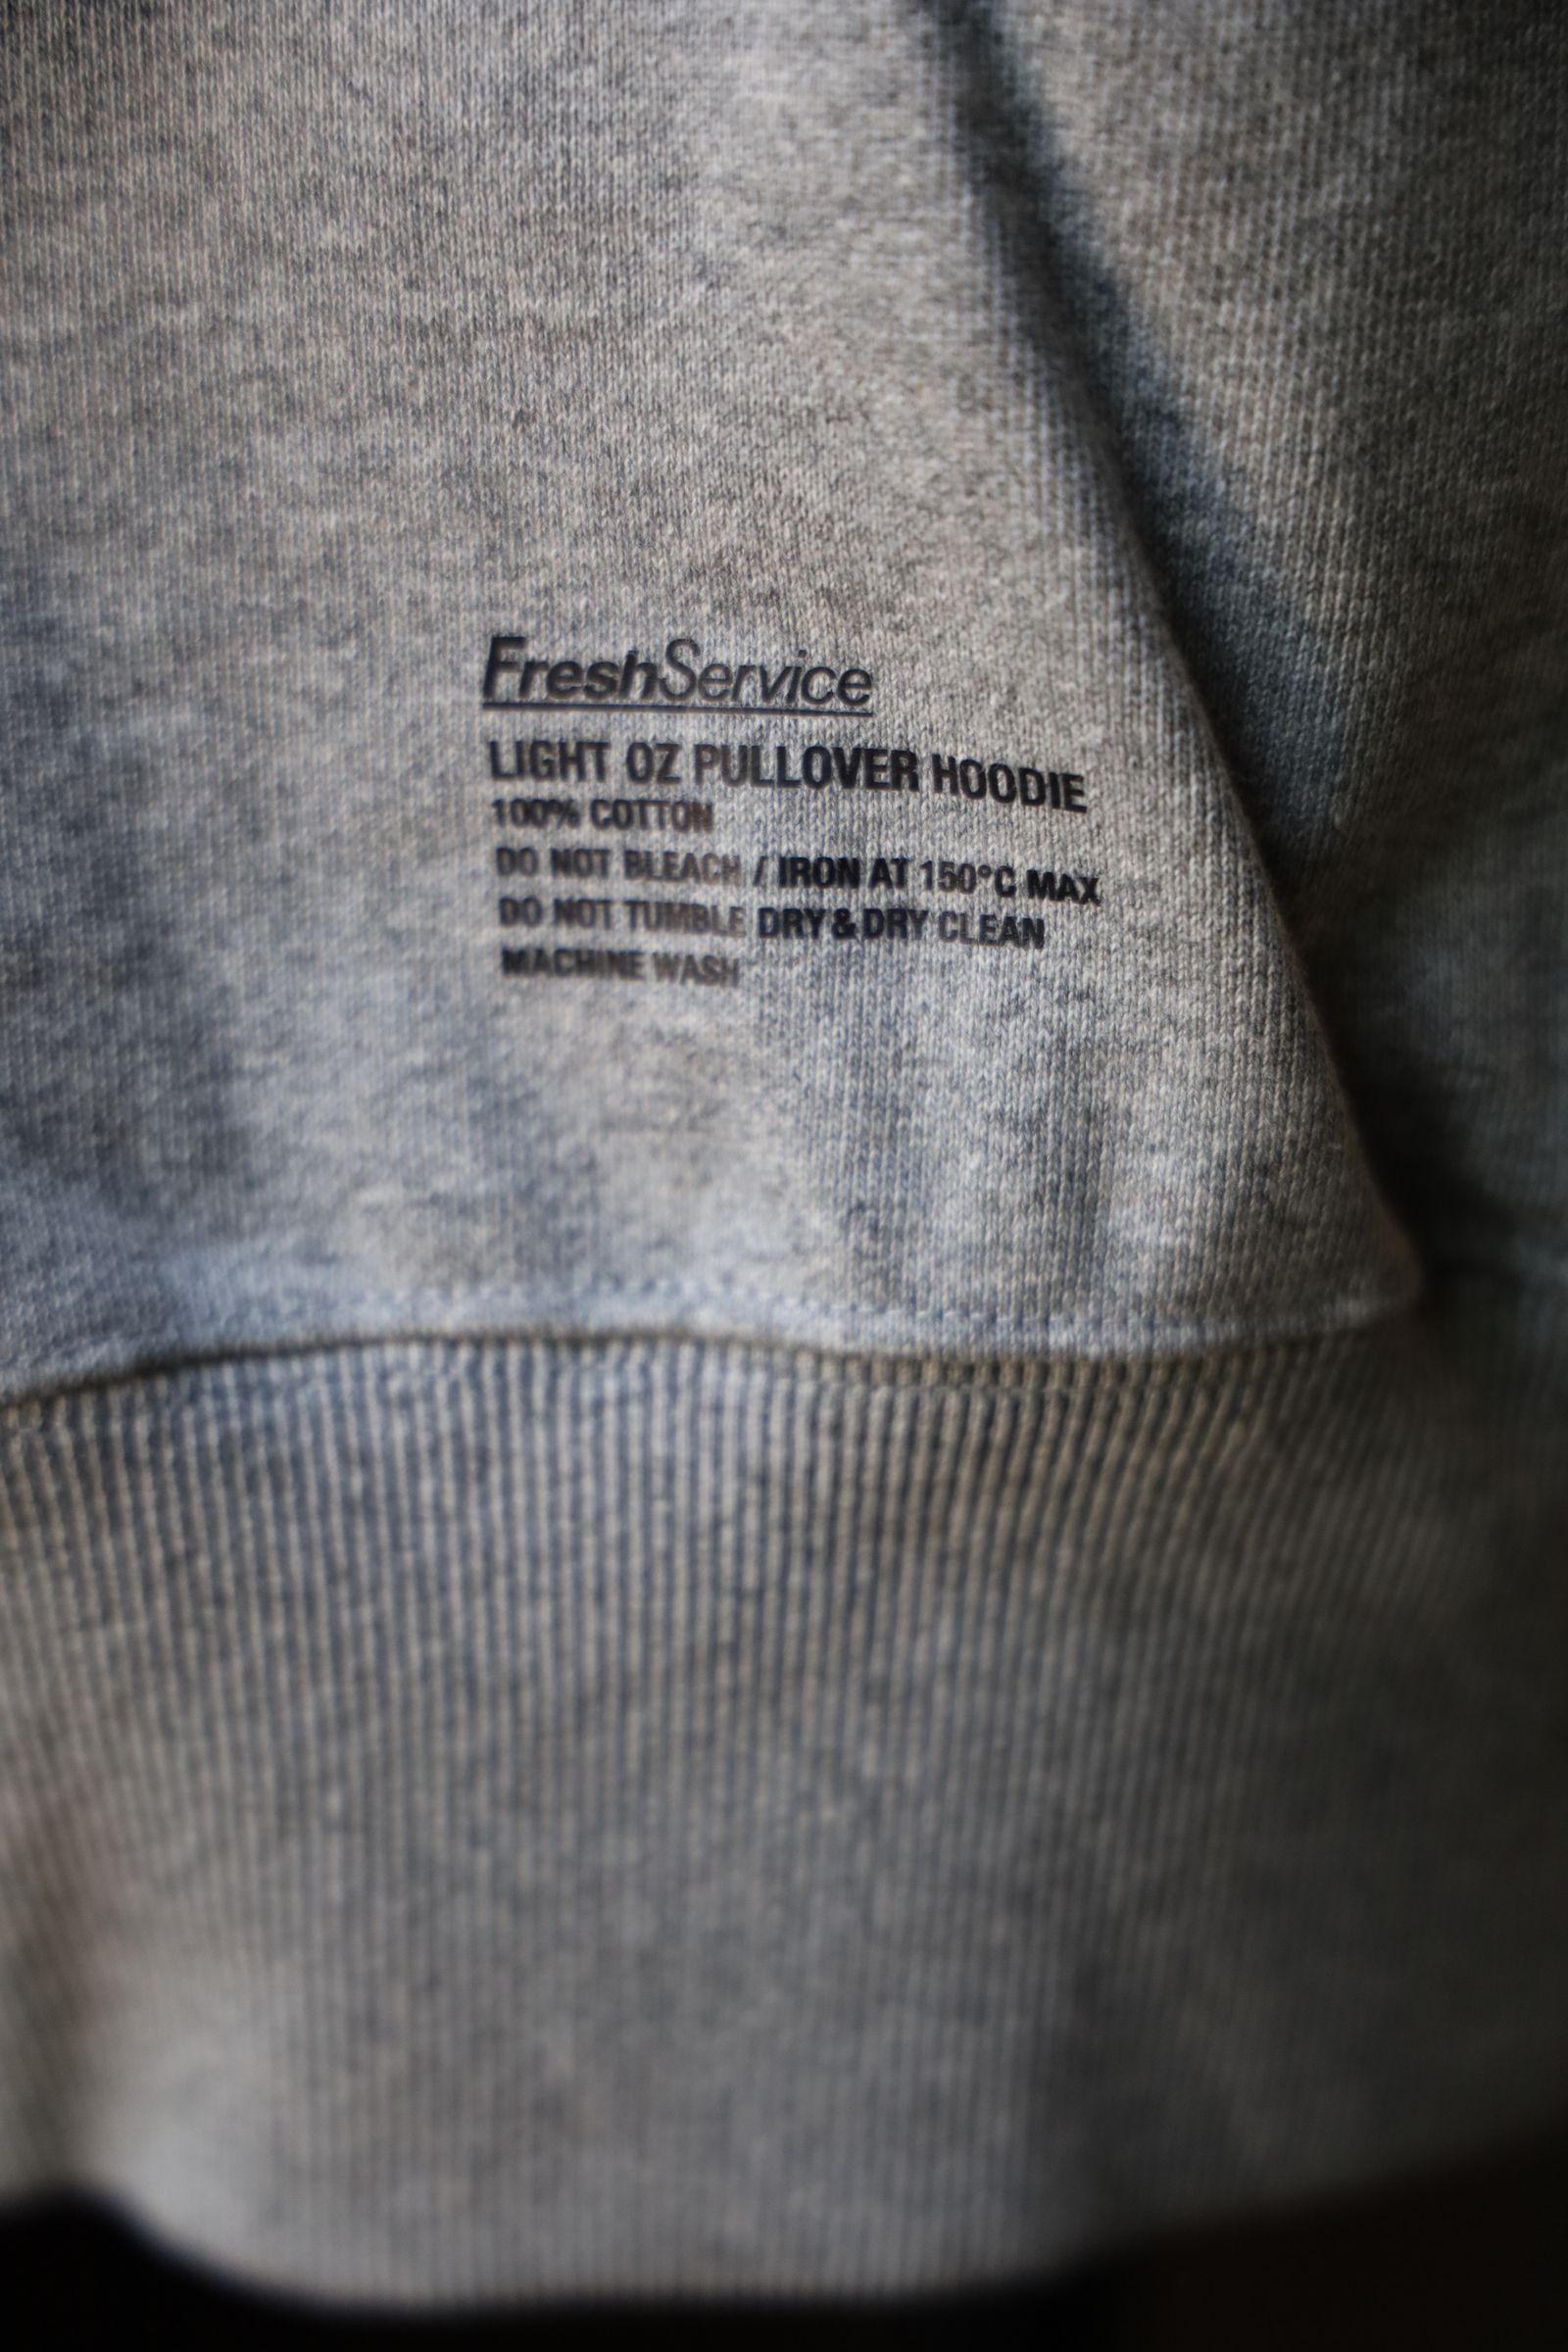 FreshService
LIGHT OZ PULLOVER HOODIE
100% COTTON
DO NOT BLEACH / IRON AT 150°C MAX
DO NOT TUMBLE DRY & DRY CLEAN
MACHINE WASH